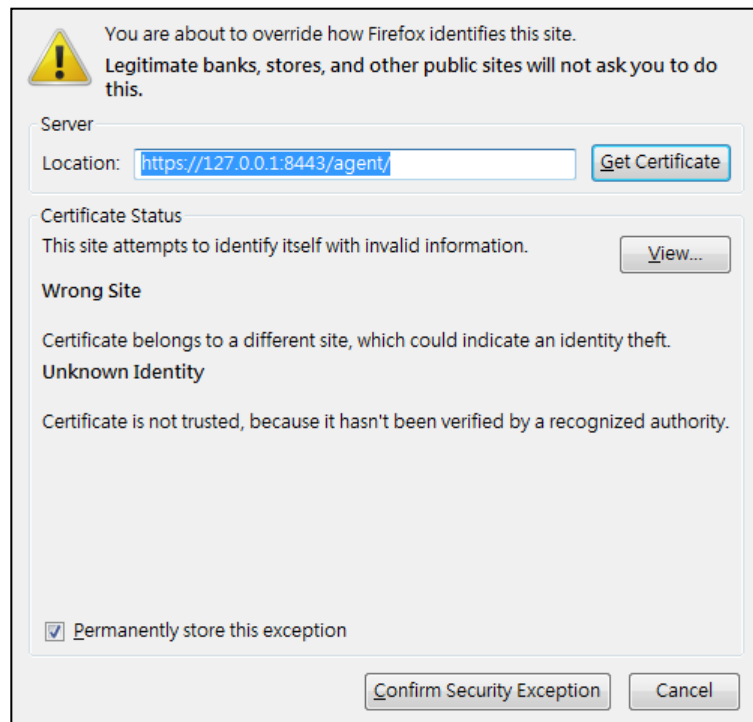 You are about to override how Firefox identifies this site.
Legitimate banks, stores, and other public sites will not ask you to do
this.
Server
Location: https://127.0.0.1:8443/agent/ Get Certificate
Certificate Status
This site attempts to identify itself with invalid information. View...
Wrong Site
Certificate belongs to a different site, which could indicate an identity theft.
Unknown Identity
Certificate is not trusted, because it hasn't been verified by a recognized authority.
Permanently store this exception
Confirm Security Exception Cancel